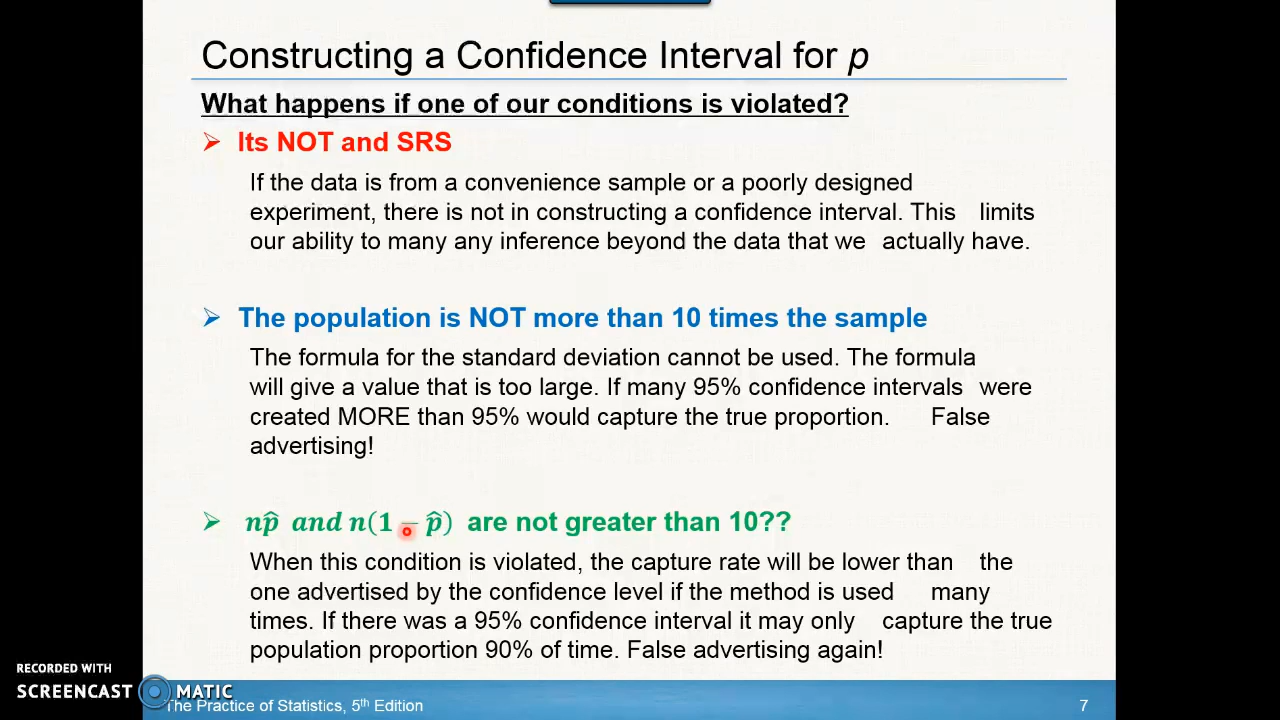 Constructing a Confidence Interval for p
What happens if one of our conditions is violated?
Its NOT and SRS
If the data is from a convenience sample or a poorly designed
experiment, there is not in constructing a confidence interval. This limits
our ability to many any inference beyond the data that we actually have.
The population is NOT more than 10 times the sample
The formula for the standard deviation cannot be used. The formula
will give a value that is too large. If many 95% confidence intervals were
created MORE than 95% would capture the true proportion. False
advertising!
np̂ and n(1 − p̂) are not greater than 10??
When this condition is violated, the capture rate will be lower than the
one advertised by the confidence level if the method is used many
times. If there was a 95% confidence interval it may only capture the true
population proportion 90% of time. False advertising again!
RECORDED WITH
SCREENCAST MATIC
The Practice of Statistics, 5th Edition
7